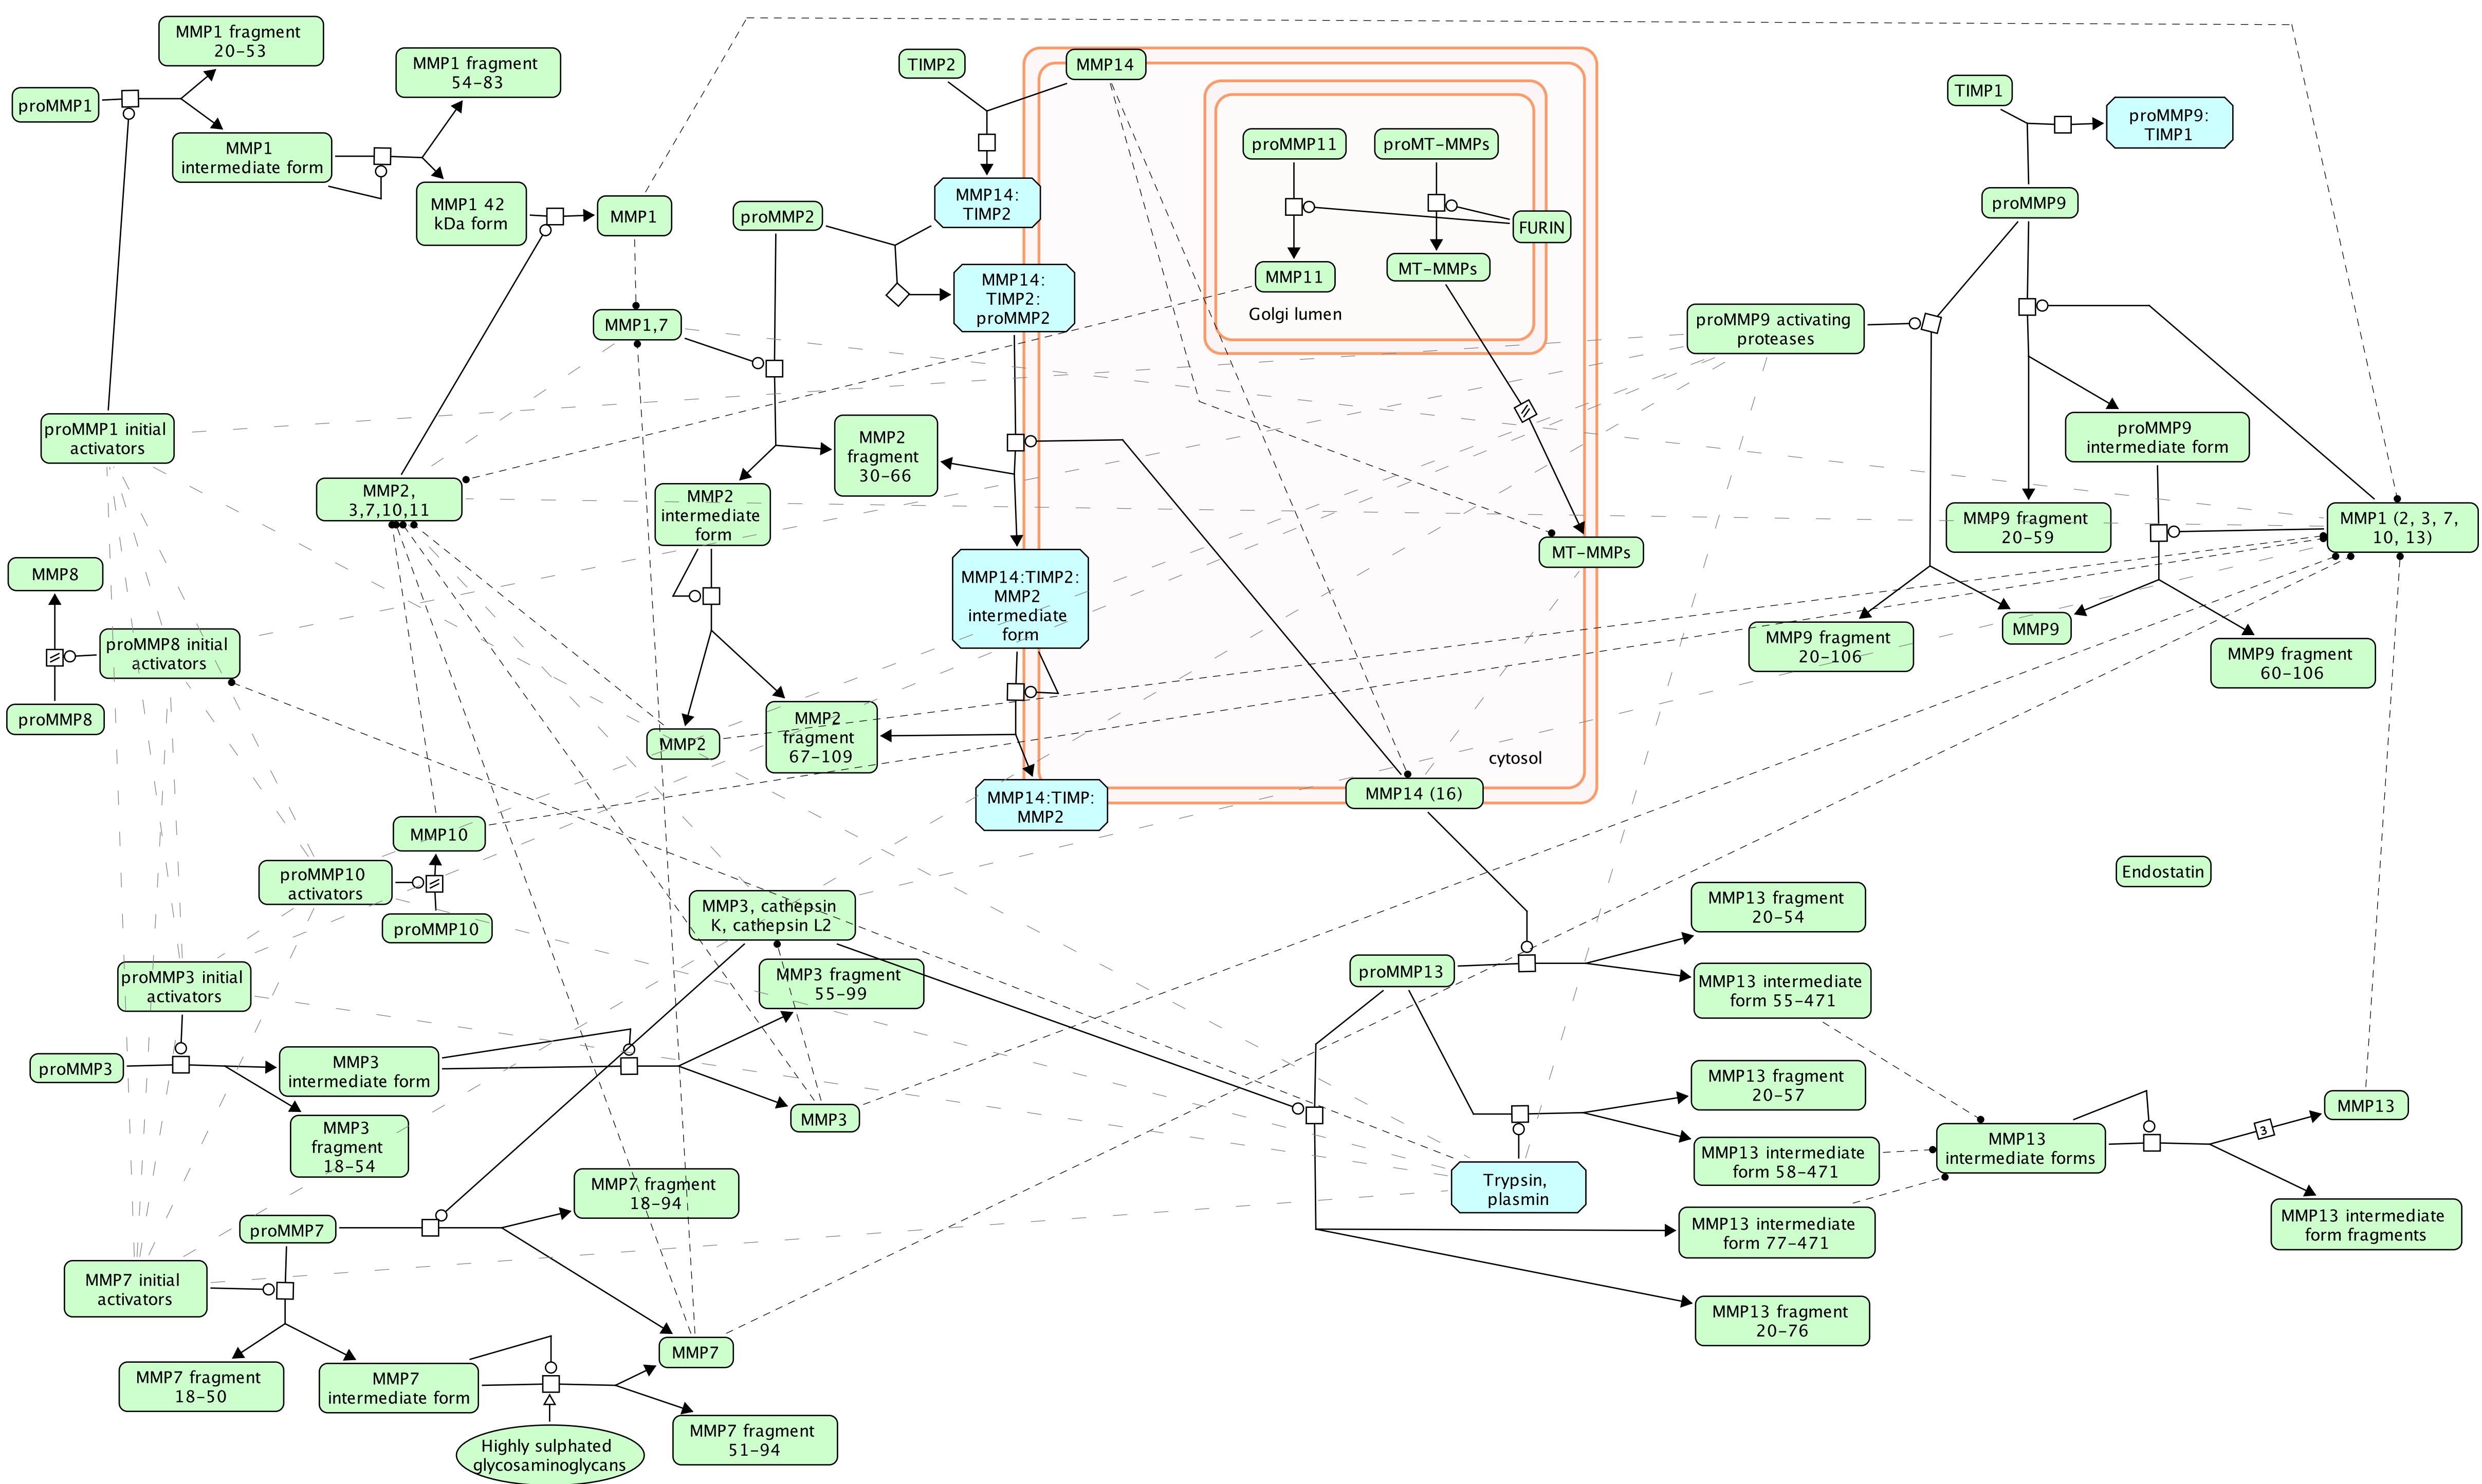 MMP1 fragment
20-53
MMP1 fragment
54-83
proMMP1
MMP1
intermediate form
MMP1 42
kDa form
MMP1
TIMP2
MMP14
proMMP11
proMT-MMPs
FURIN
MMP11
MT-MMPs
Golgi lumen
TIMP1
proMMP9:
TIMP1
proMMP9
proMMP2
MMP14:
TIMP2
MMP14:
TIMP2:
proMMP2
MMP1,7
proMMP9 activating
proteases
proMMP1 initial
activators
MMP2,
3,7,10,11
MMP2
fragment
30-66
MMP2
intermediate
form
proMMP9
intermediate form
MMP9 fragment
20-59
MMP1 (2, 3, 7,
10, 13)
MT-MMPs
MMP8
proMMP8 initial
activators
proMMP8
MMP14:TIMP2:
MMP2
intermediate
form
MMP9 fragment
20-106
MMP9
MMP9 fragment
60-106
MMP2
MMP2
fragment
67-109
cytosol
MMP14:TIMP:
MMP2
MMP14 (16)
MMP10
proMMP10
activators
proMMP10
Endostatin
MMP3, cathepsin
K, cathepsin L2
MMP13 fragment
20-54
proMMP3 initial
activators
MMP3 fragment
55-99
proMMP13
MMP13 intermediate
form 55-471
proMMP3
MMP3
intermediate form
MMP3
fragment
18-54
MMP3
MMP13 fragment
20-57
MMP13 intermediate
form 58-471
MMP13
intermediate forms
3
MMP13
Trypsin,
plasmin
MMP7 fragment
18-94
proMMP7
MMP13 intermediate
form 77-471
MMP13 intermediate
form fragments
MMP7 initial
activators
MMP13 fragment
20-76
MMP7
MMP7 fragment
18-50
MMP7
intermediate form
MMP7 fragment
51-94
Highly sulphated
glycosaminoglycans